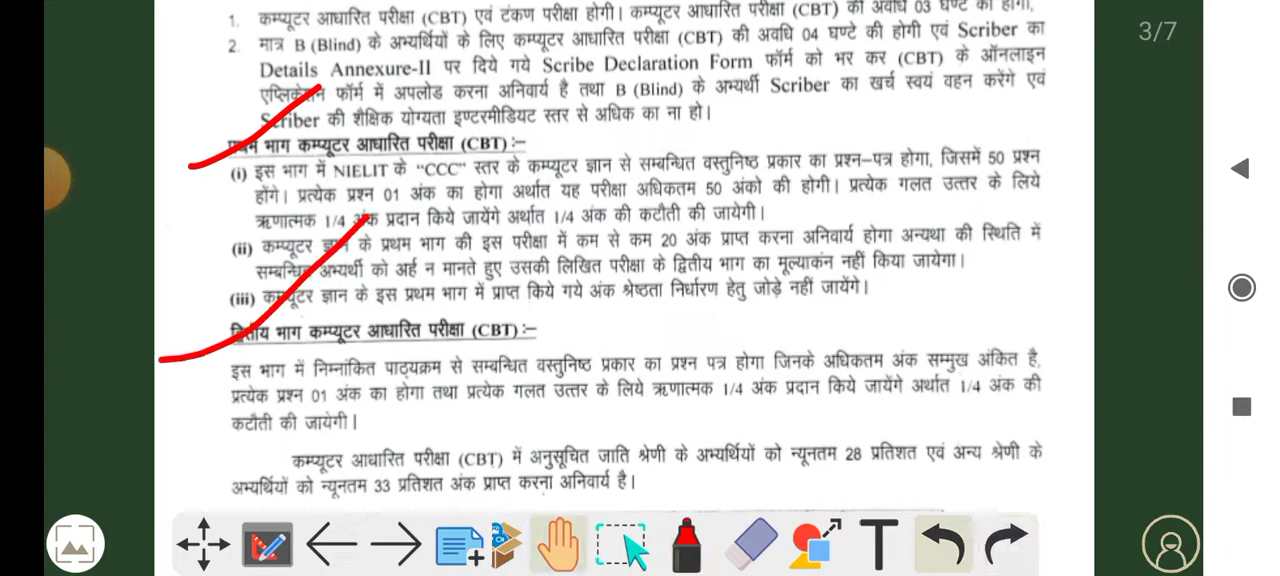 1. कम्प्यूटर आधारित परीक्षा (CBT) एवं टंकण परीक्षा होगी। कम्प्यूटर आधारित परीक्षा (CBT) की अवधि 03 घण्टे की होगी,
3/7
2. मात्र B (Blind) के अभ्यर्थियों के लिए कम्प्यूटर आधारित परीक्षा (CBT) की अवधि 04 घण्टे की होगी एवं Scriber का
Details Annexure-II पर दिये गये Scribe Declaration Form फॉर्म को भर कर (CBT) के ऑनलाइन
एप्लिकेशन फॉर्म में अपलोड करना अनिवार्य है तथा B (Blind) के अभ्यर्थी Scriber का खर्च स्वयं वहन करेंगे एवं
Scriber की शैक्षिक योग्यता इण्टरमीडियट स्तर से अधिक का ना हो।
प्रथम भाग कम्प्यूटर आधारित परीक्षा (CBT) :–
(i) इस भाग में NIELIT के “CCC” स्तर के कम्प्यूटर ज्ञान से सम्बन्धित वस्तुनिष्ठ प्रकार का प्रश्न–पत्र होगा, जिसमें 50 प्रश्न
होंगे। प्रत्येक प्रश्न 01 अंक का होगा अर्थात यह परीक्षा अधिकतम 50 अंको की होगी। प्रत्येक गलत उत्तर के लिये
ऋणात्मक 1/4 अंक प्रदान किये जायेंगे अर्थात 1/4 अंक की कटौती की जायेगी।
(ii) कम्प्यूटर ज्ञान के प्रथम भाग की इस परीक्षा में कम से कम 20 अंक प्राप्त करना अनिवार्य होगा अन्यथा की स्थिति में
सम्बन्धित अभ्यर्थी को अर्ह न मानते हुए उसकी लिखित परीक्षा के द्वितीय भाग का मूल्याकंन नहीं किया जायेगा।
(iii) कम्प्यूटर ज्ञान के इस प्रथम भाग में प्राप्त किये गये अंक श्रेष्ठता निर्धारण हेतु जोड़े नहीं जायेंगे।
द्वितीय भाग कम्प्यूटर आधारित परीक्षा (CBT) :–
इस भाग में निम्नांकित पाठ्यक्रम से सम्बन्धित वस्तुनिष्ठ प्रकार का प्रश्न पत्र होगा जिनके अधिकतम अंक सम्मुख अंकित है,
प्रत्येक प्रश्न 01 अंक का होगा तथा प्रत्येक गलत उत्तर के लिये ऋणात्मक 1/4 अंक प्रदान किये जायेंगे अर्थात 1/4 अंक की
कटौती की जायेगी।
कम्प्यूटर आधारित परीक्षा (CBT) में अनुसूचित जाति श्रेणी के अभ्यर्थियों को न्यूनतम 28 प्रतिशत एवं अन्य श्रेणी के
अभ्यर्थियों को न्यूनतम 33 प्रतिशत अंक प्राप्त करना अनिवार्य है।
T